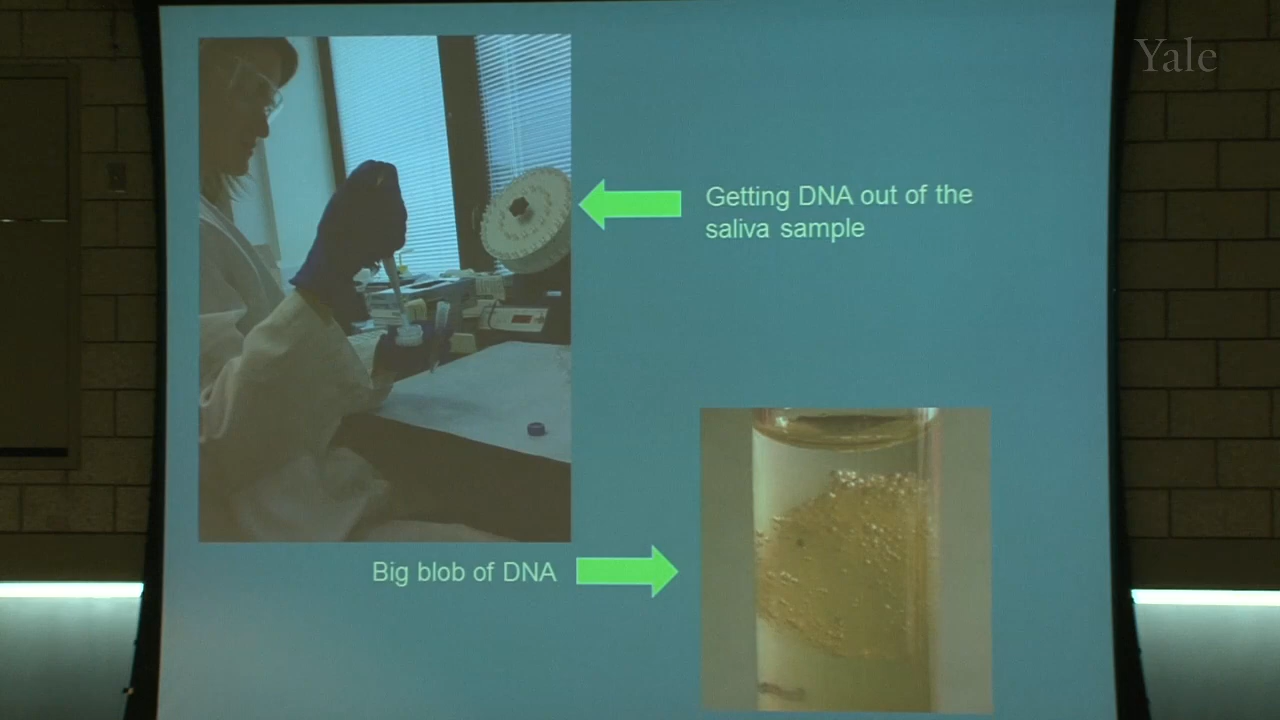 Yale
Getting DNA out of the
saliva sample
Big blob of DNA